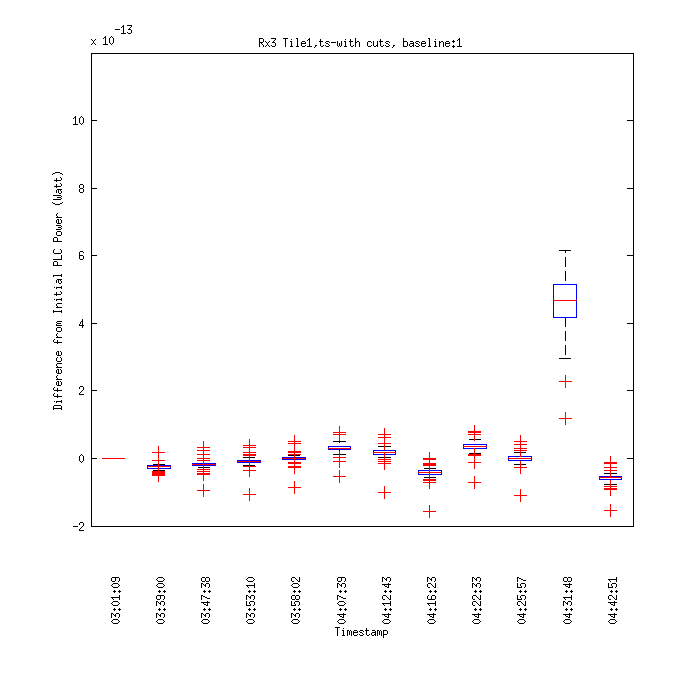 x 10-13
Rx3 Tile1,ts-with cuts, baseline:1
Difference from Initial PLC Power (Watt)
10
8
6
4
2
0
-2
03:01:09 03:39:00 03:47:38 03:53:10 03:58:02 04:07:39 04:12:43 04:16:23 04:22:33 04:25:57 04:31:48 04:42:51
Timestamp